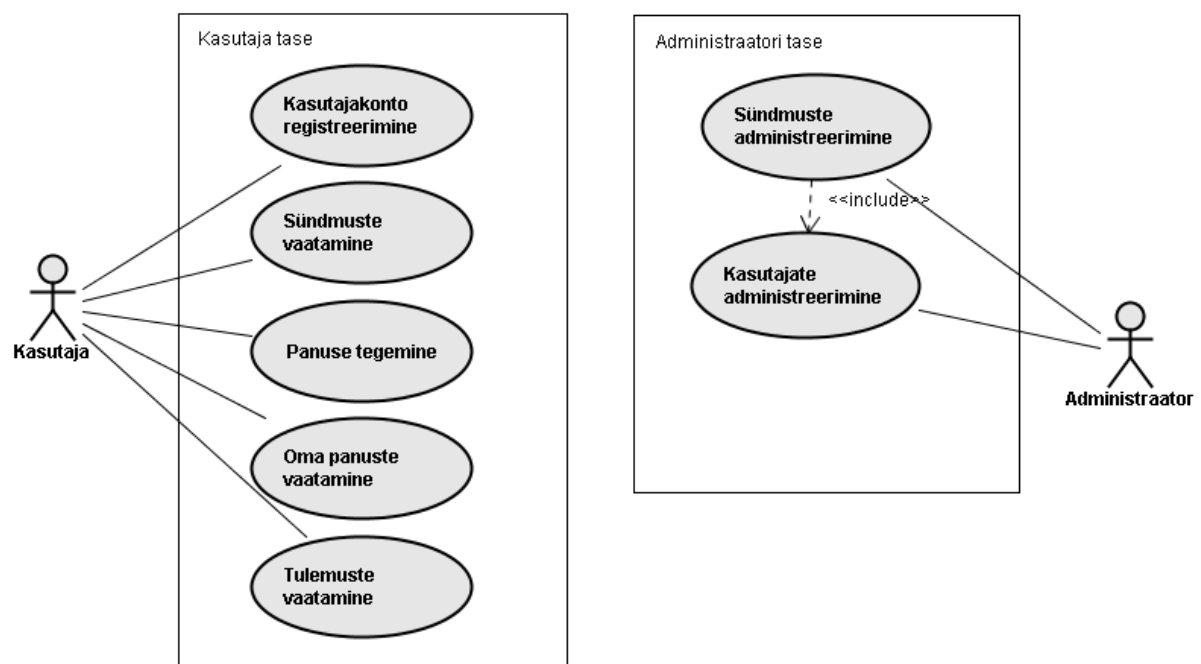 Kasutaja tase
Kasutajakonto
registreerimine
Sündmuste
vaatamine
Panuse tegemine
Oma panuste
vaatamine
Tulemuste
vaatamine
Kasutaja
Administraatori tase
Sündmuste
administreerimine
<<include>>
Kasutajate
administreerimine
Administraator